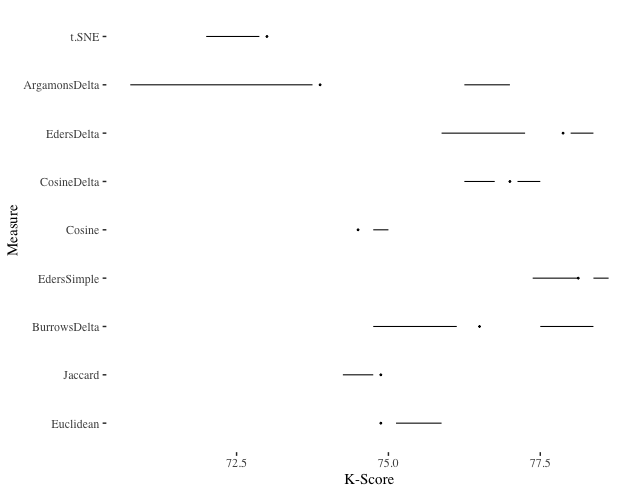 t.SNE
ArgamonsDelta
EdersDelta
CosineDelta
Cosine
EdersSimple
BurrowsDelta
Jaccard
Euclidean
Measure
72.5 75.0 77.5
K-Score